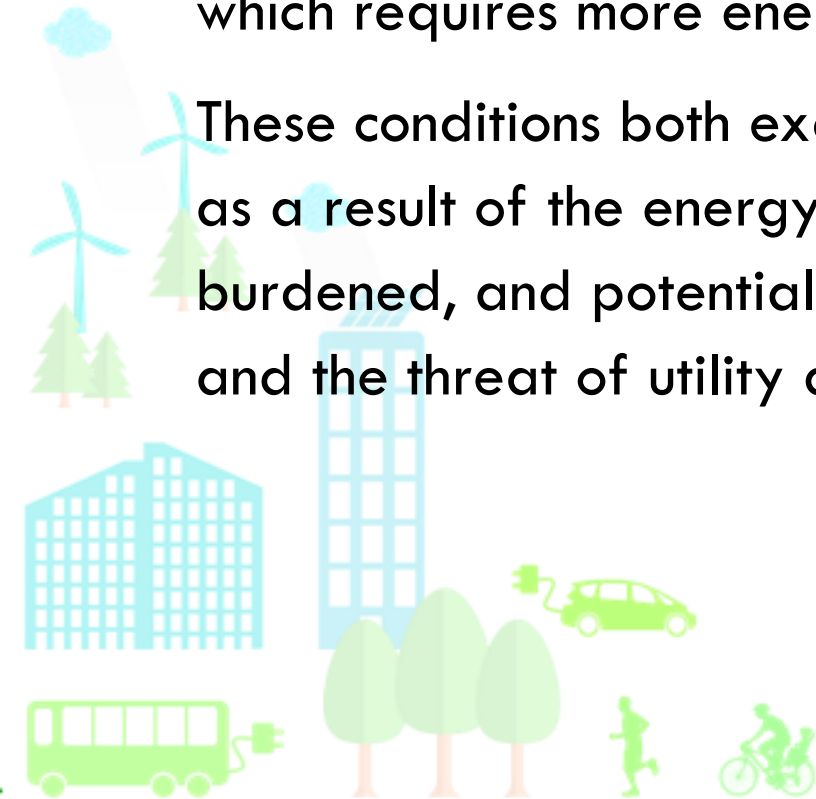 which requires more ene
These conditions both ex
as a result of the energy
burdened, and potential
and the threat of utility